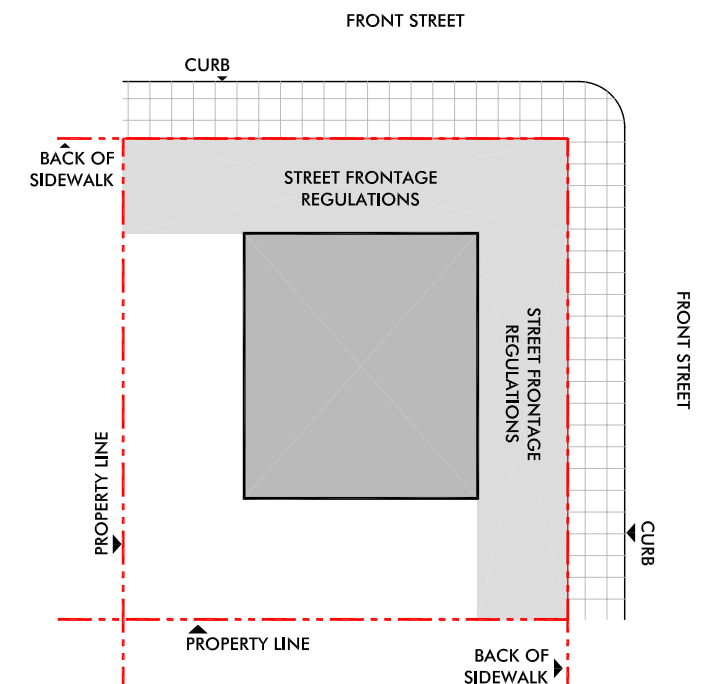 FRONT STREET
CURB
BACK OF
SIDEWALK
STREET FRONTAGE
REGULATIONS
FRONT STREET
STREET FRONTAGE
REGULATIONS
PROPERTY LINE
CURB
PROPERTY LINE
BACK OF
SIDEWALK